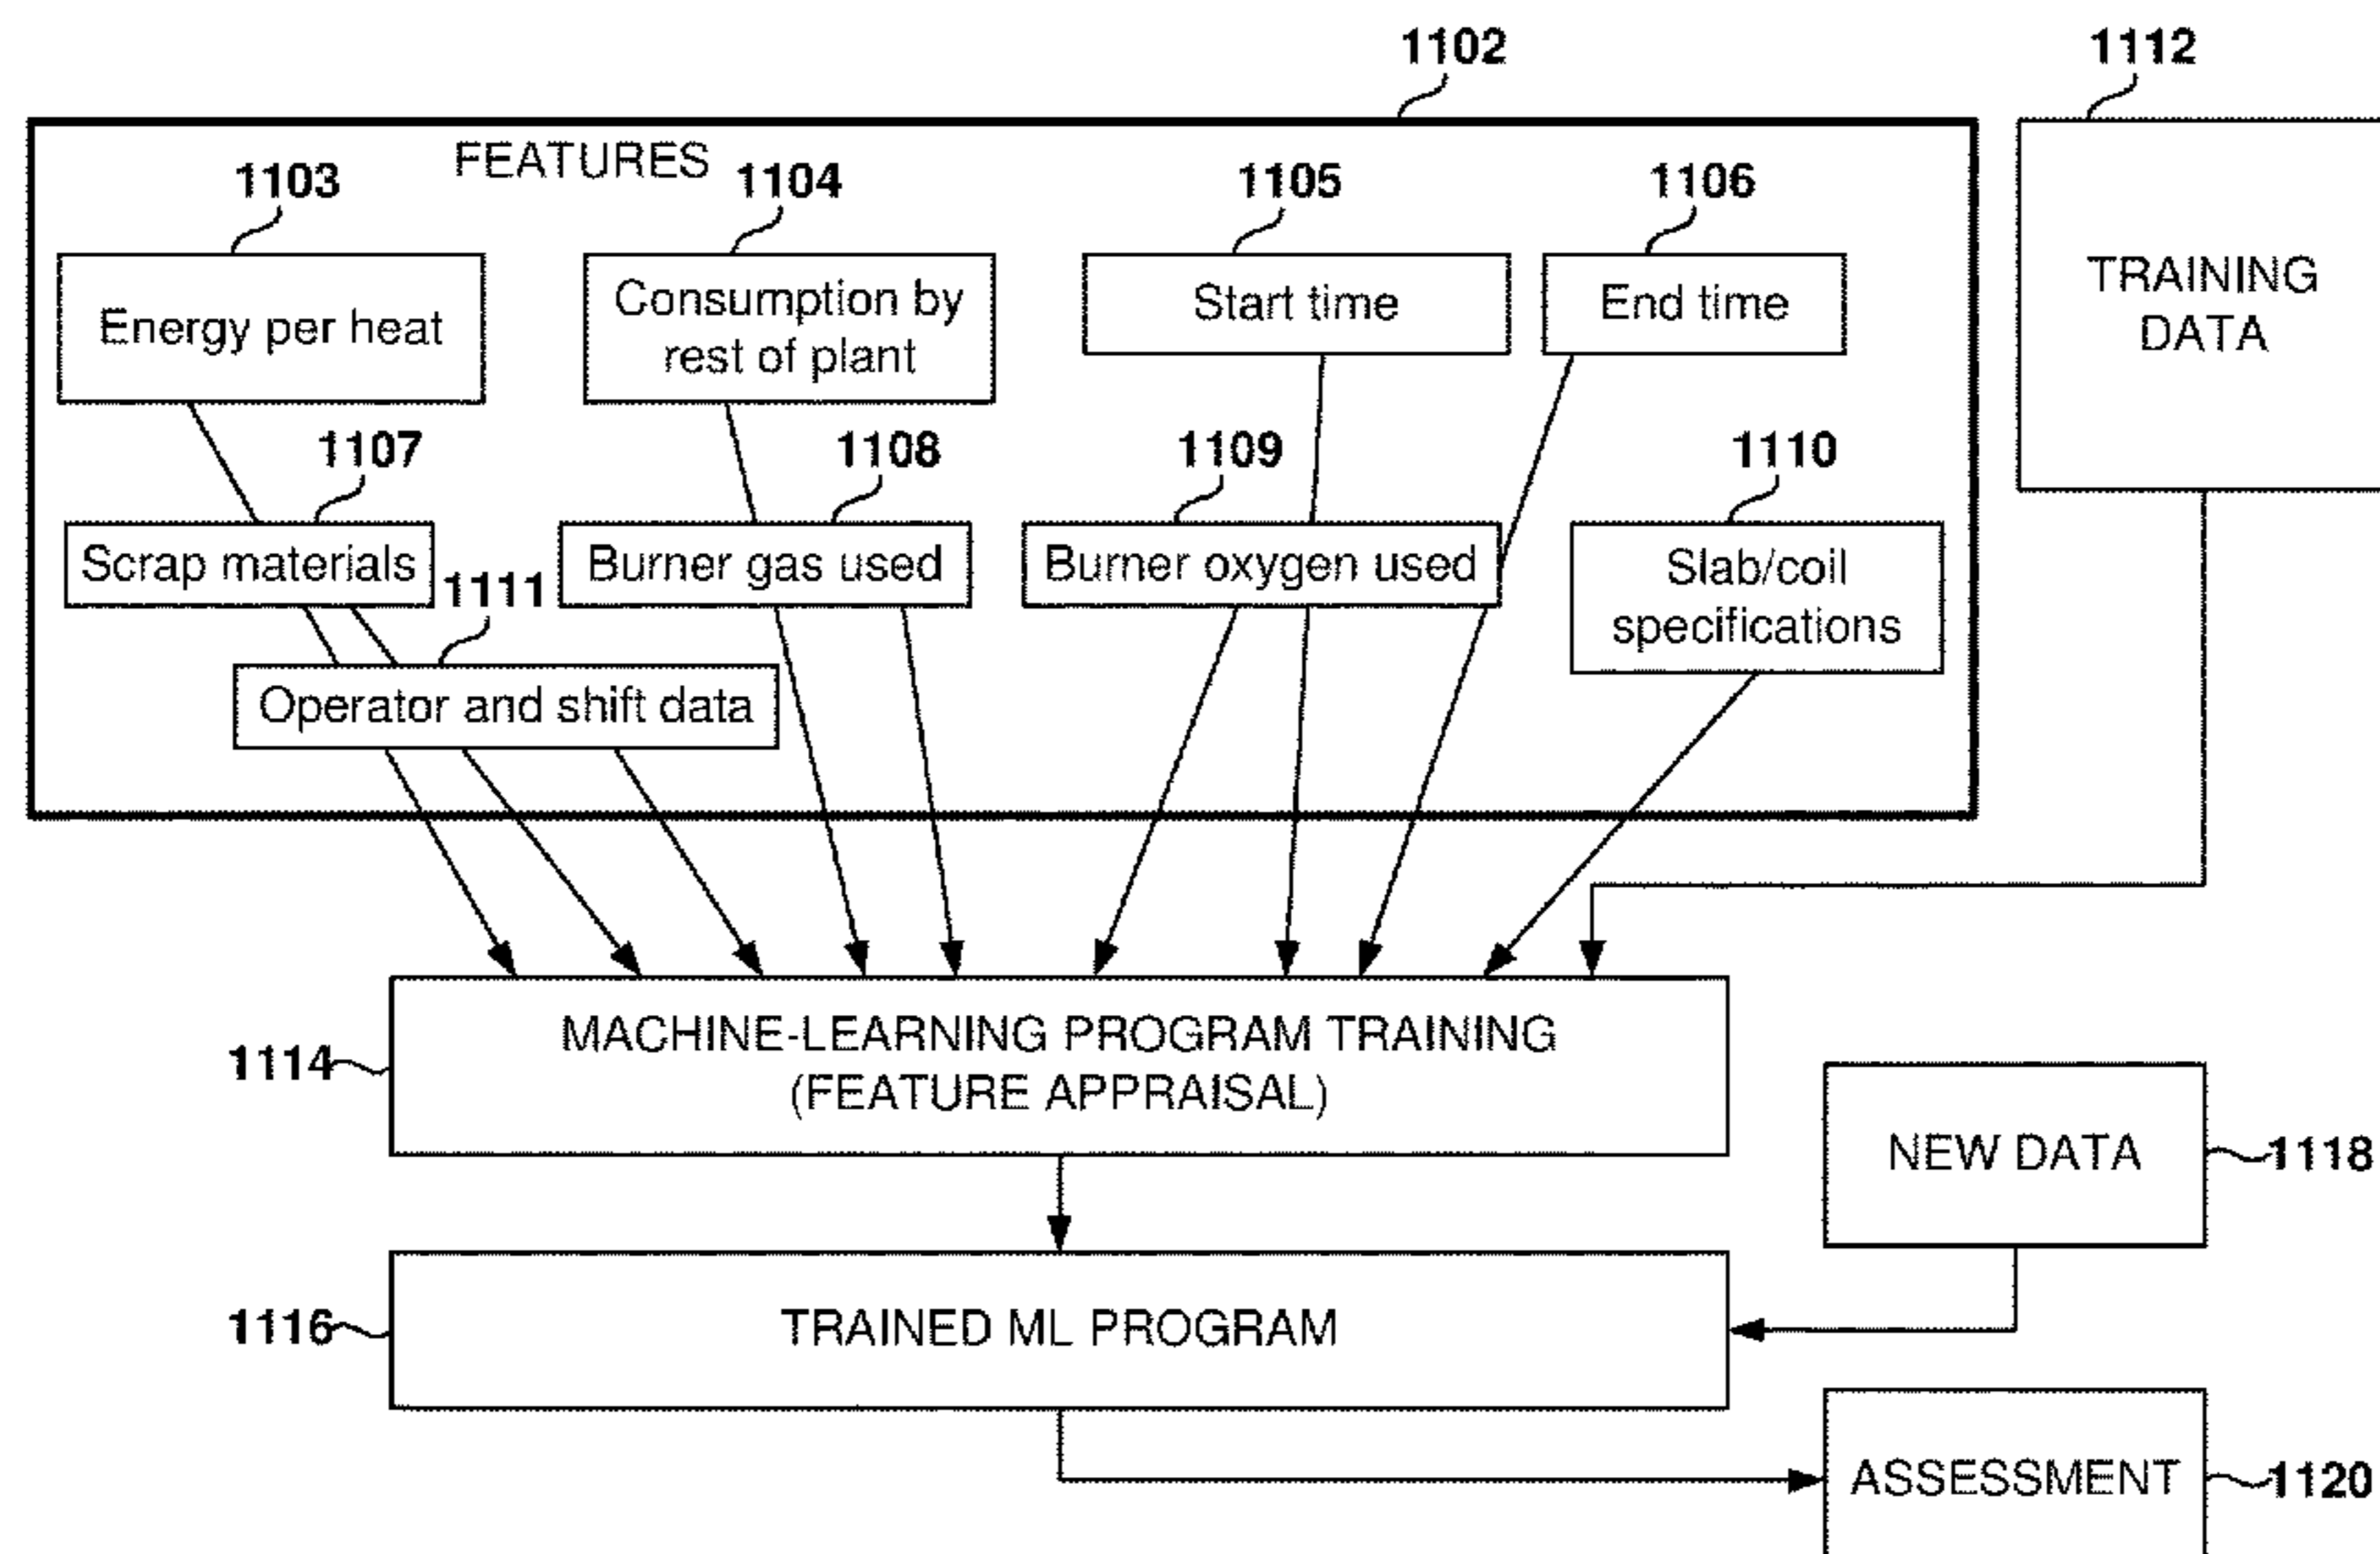 1102
1112
FEATURES
1103
1104
1105
1106
Energy per heat
Consumption by
rest of plant
Start time
End time
TRAINING
DATA
1107
1108
1109
1110
Scrap materials
Burner gas used
Burner oxygen used
Slab/coil
specifications
1111
Operator and shift data
MACHINE-LEARNING PROGRAM TRAINING
(FEATURE APPRAISAL)
1114
NEW DATA
1118
TRAINED ML PROGRAM
1116
ASSESSMENT
1120